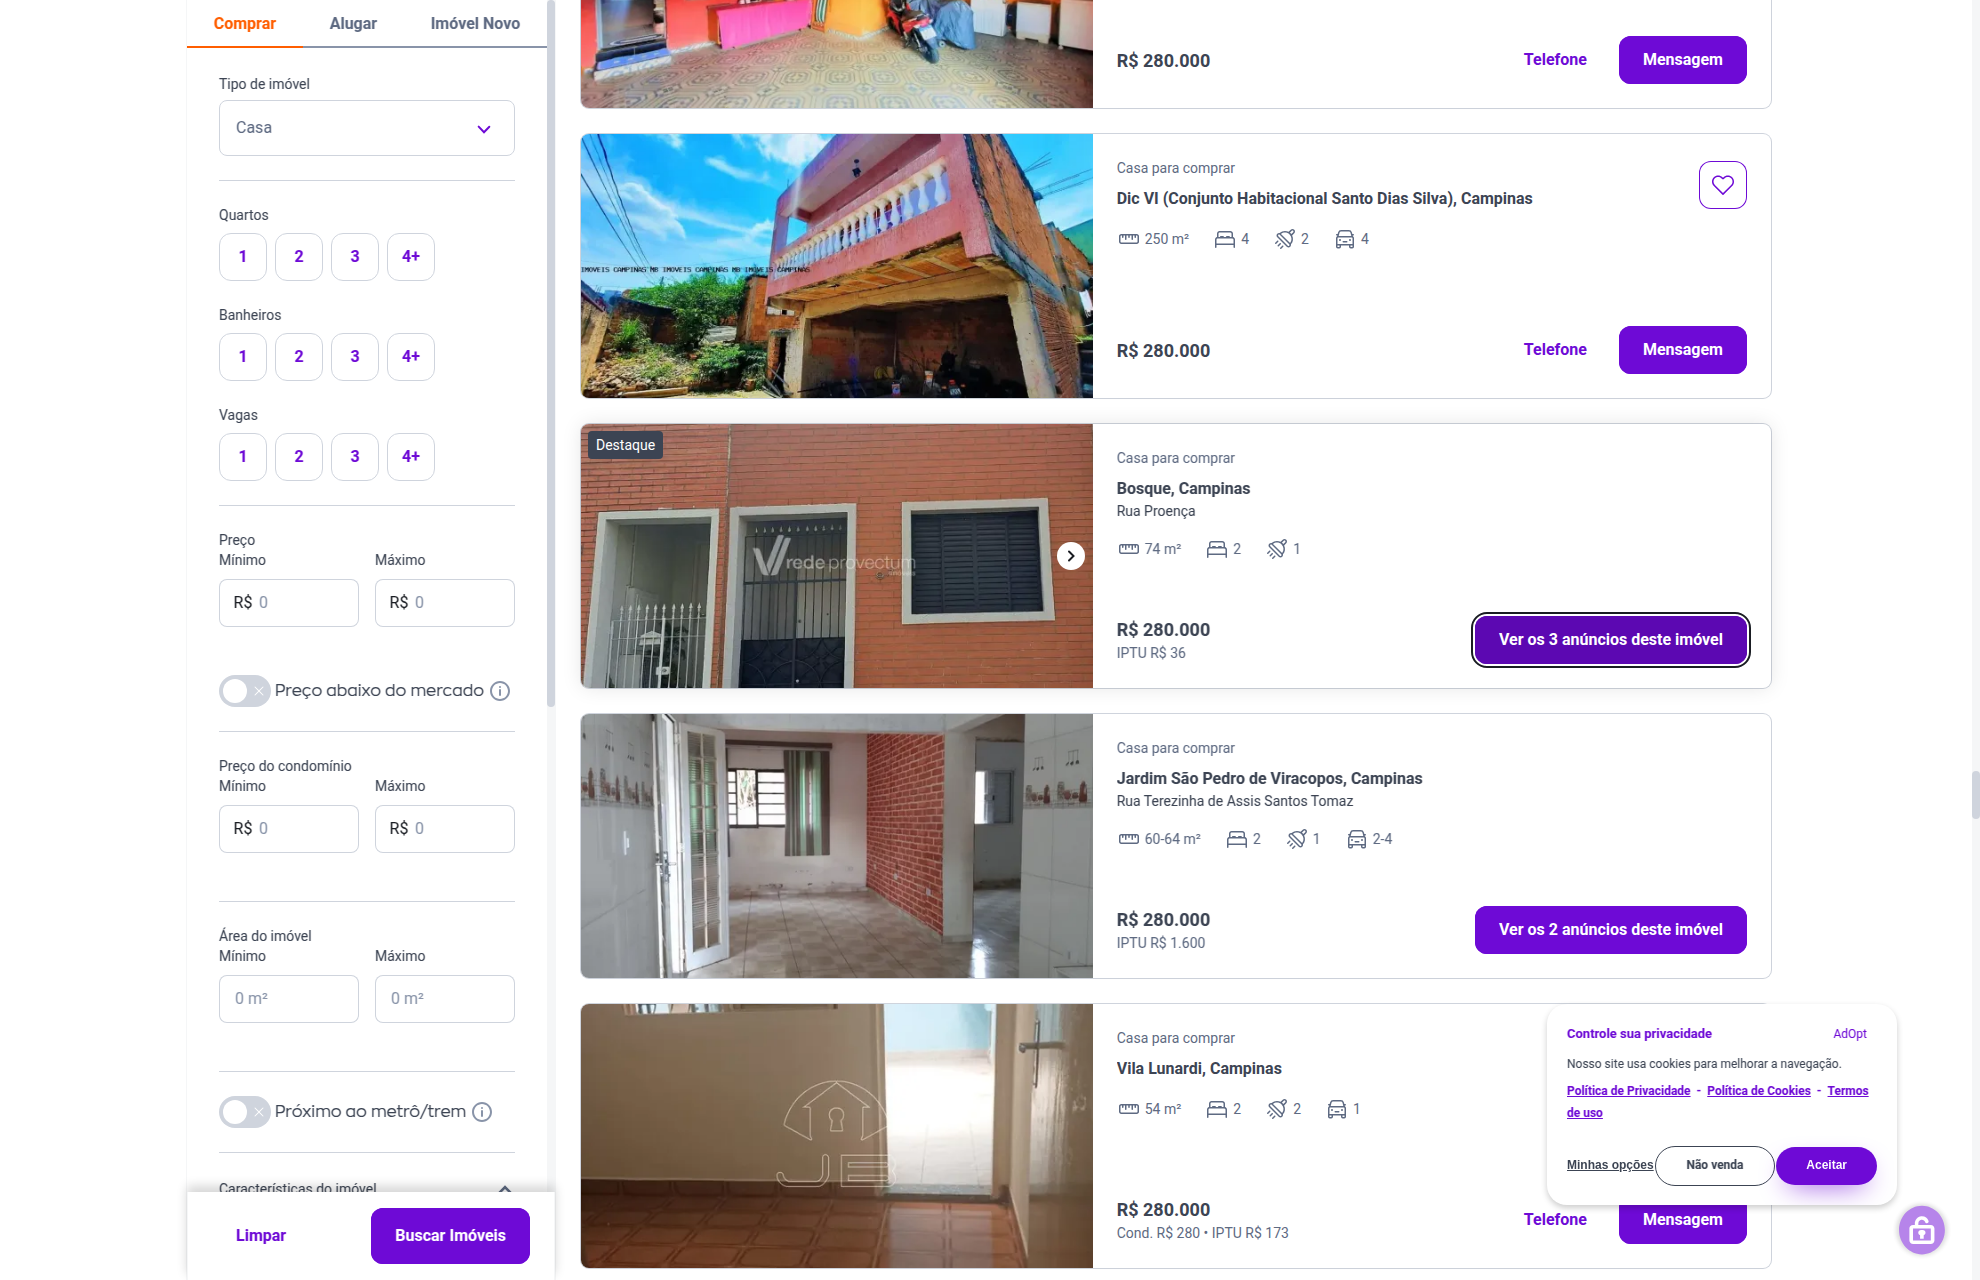 Comprar
Alugar
Imóvel Novo
Tipo de imóvel
Casa
Quartos
1
2
3
4+
Banheiros
1
2
3
4+
Vagas
1
2
3
4+
Preço
Mínimo
Máximo
R$ 0
R$ 0
Preço abaixo do mercado
Preço do condomínio
Mínimo
Máximo
R$ 0
R$ 0
Área do imóvel
Mínimo
Máximo
0 m²
0 m²
Próximo ao metrô/trem
Características do imóvel
Limpar
Buscar Imóveis
R$ 280.000
Telefone
Mensagem
IMOVEIS CAMPINAS MB IMOVEIS CAMPINAS MB IMOVEIS CAMPINAS
Casa para comprar
Dic VI (Conjunto Habitacional Santo Dias Silva), Campinas
250 m²
4
2
4
R$ 280.000
Telefone
Mensagem
Destaque
rede provectum
Casa para comprar
Bosque, Campinas
Rua Proença
74 m²
2
1
R$ 280.000
IPTU R$ 36
Ver os 3 anúncios deste imóvel
Casa para comprar
Jardim São Pedro de Viracopos, Campinas
Rua Terezinha de Assis Santos Tomaz
60-64 m²
2
1
2-4
R$ 280.000
IPTU R$ 1.600
Ver os 2 anúncios deste imóvel
JB
Casa para comprar
Vila Lunardi, Campinas
54 m²
2
2
1
R$ 280.000
Cond. R$ 280 • IPTU R$ 173
Telefone
Mensagem
Controle sua privacidade
AdOpt
Nosso site usa cookies para melhorar a navegação.
Política de Privacidade - Política de Cookies - Termos
de uso
Minhas opções
Não venda
Aceitar